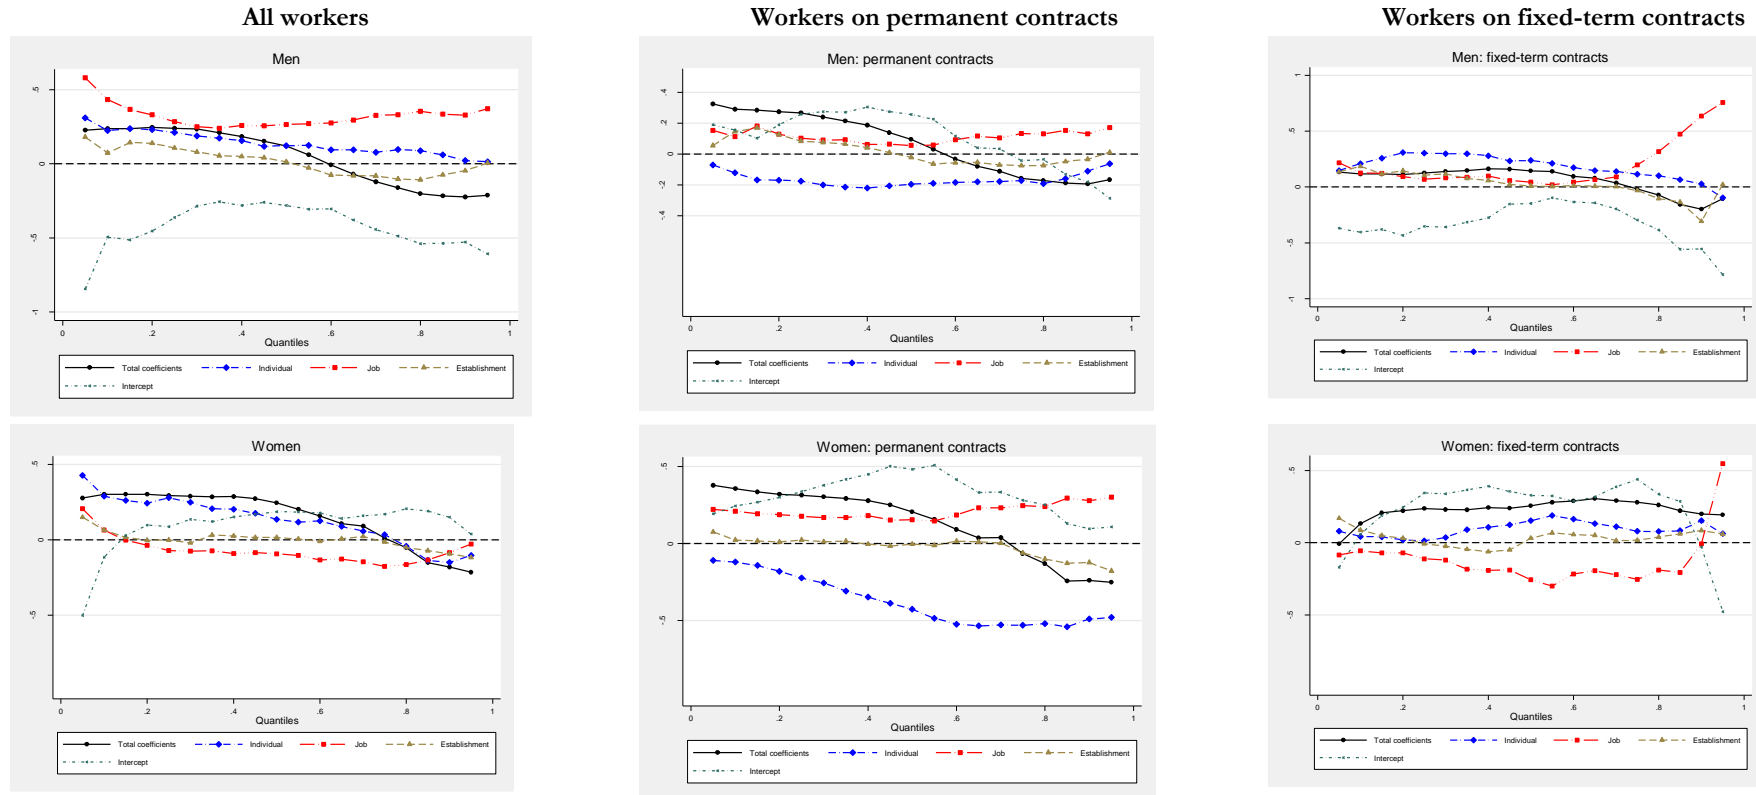 All workers
Workers on permanent contracts
Workers on fixed-term contracts
Men
.5
0
-.5
-1
0 .2 .4 .6 .8 1
Quantiles
Total coefficients Individual Job Establishment
Intercept
Men: permanent contracts
.4
.2
0
-.2
-.4
0 .2 .4 .6 .8 1
Quantiles
Total coefficients Individual Job Establishment
Intercept
Men: fixed-term contracts
1
.5
0
-.5
-1
0 .2 .4 .6 .8 1
Quantiles
Total coefficients Individual Job Establishment
Intercept
Women
.5
0
-.5
0 .2 .4 .6 .8 1
Quantiles
Total coefficients Individual Job Establishment
Intercept
Women: permanent contracts
.5
0
-.5
0 .2 .4 .6 .8 1
Quantiles
Total coefficients Individual Job Establishment
Intercept
Women: fixed-term contracts
.5
0
-.5
0 .2 .4 .6 .8 1
Quantiles
Total coefficients Individual Job Establishment
Intercept